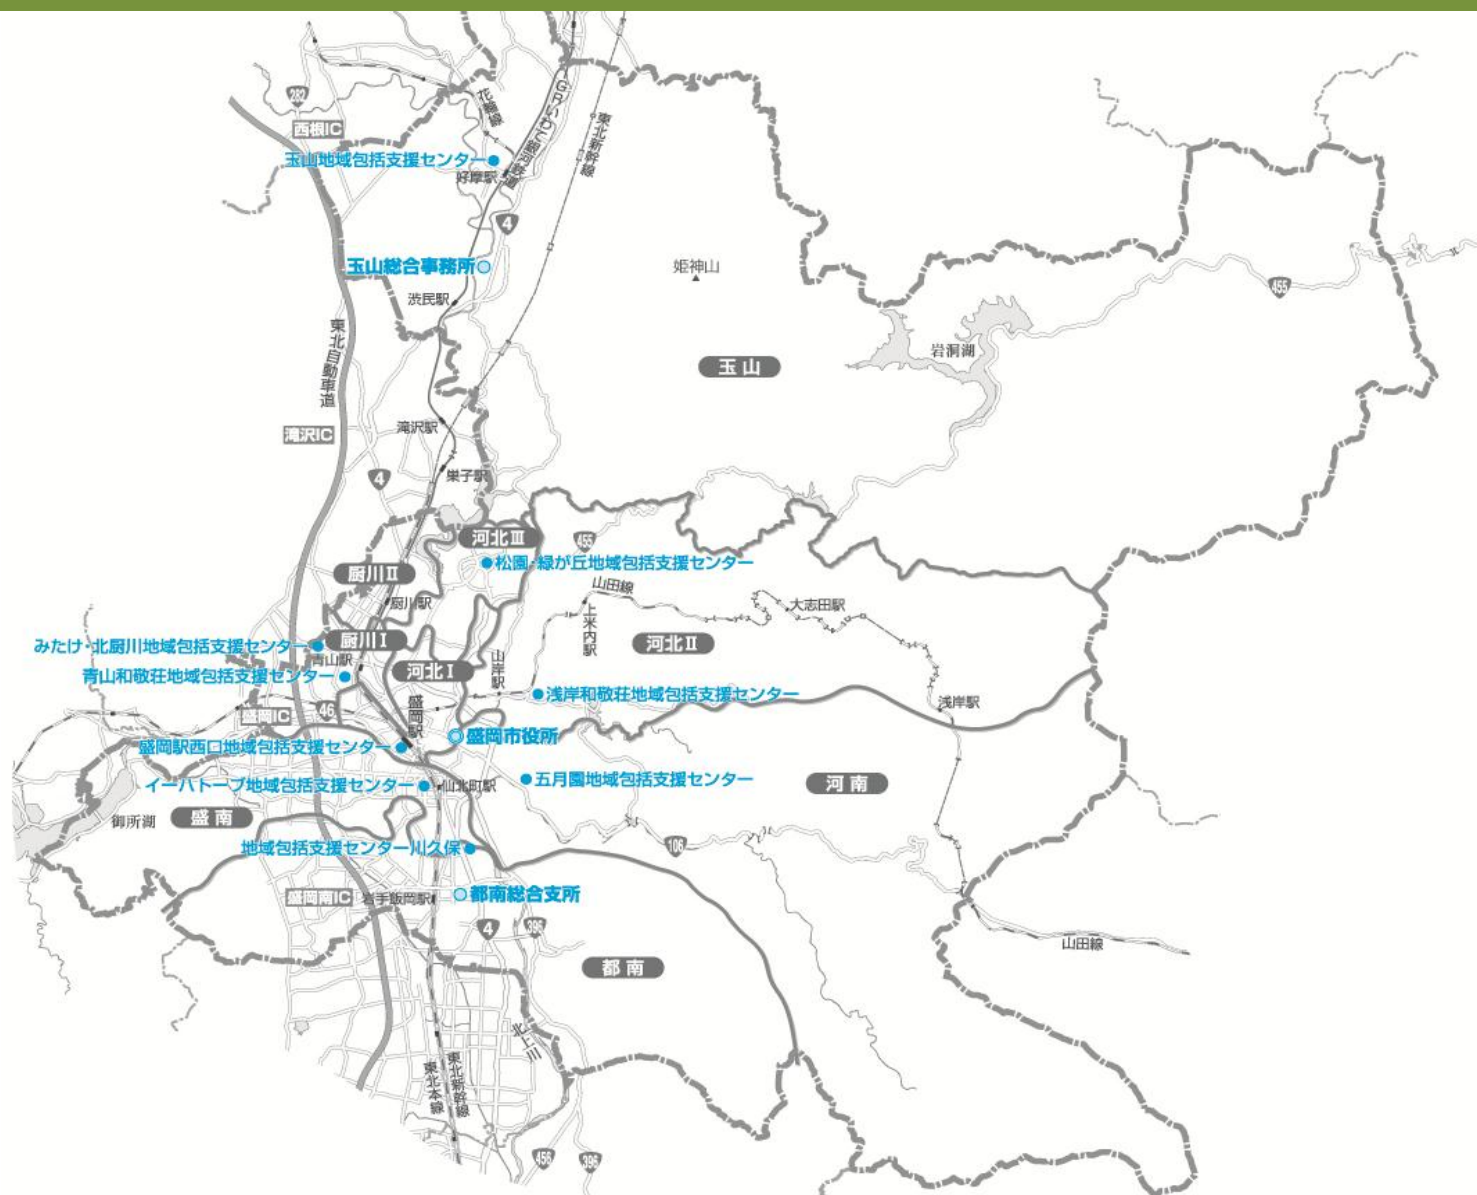 282
西根IC
花輪線
GRいわて銀河鉄道
東北新幹線
玉山地域包括支援センター
好摩駅
4
玉山総合事務所
姫神山
455
渋民駅
東北自動車道
岩洞湖
玉山
滝沢IC
滝沢駅
巣子駅
4
河北Ⅲ
455
松園・緑が丘地域包括支援センター
厨川Ⅱ
山田線
厨川駅
大志田駅
上米内駅
みたけ・北厨川地域包括支援センター
厨川Ⅰ
河北Ⅱ
青山駅
山岸駅
河北Ⅰ
青山和敬荘地域包括支援センター
浅岸和敬荘地域包括支援センター
浅岸駅
盛岡IC
46
盛岡駅
盛岡市役所
盛岡駅西口地域包括支援センター
五月園地域包括支援センター
河南
イーハトーブ地域包括支援センター
仙北町駅
盛南
御所湖
106
地域包括支援センター川久保
盛岡南IC
岩手飯岡駅
都南総合支所
4
396
山田線
都南
北上川
東北本線
東北新幹線
456
396